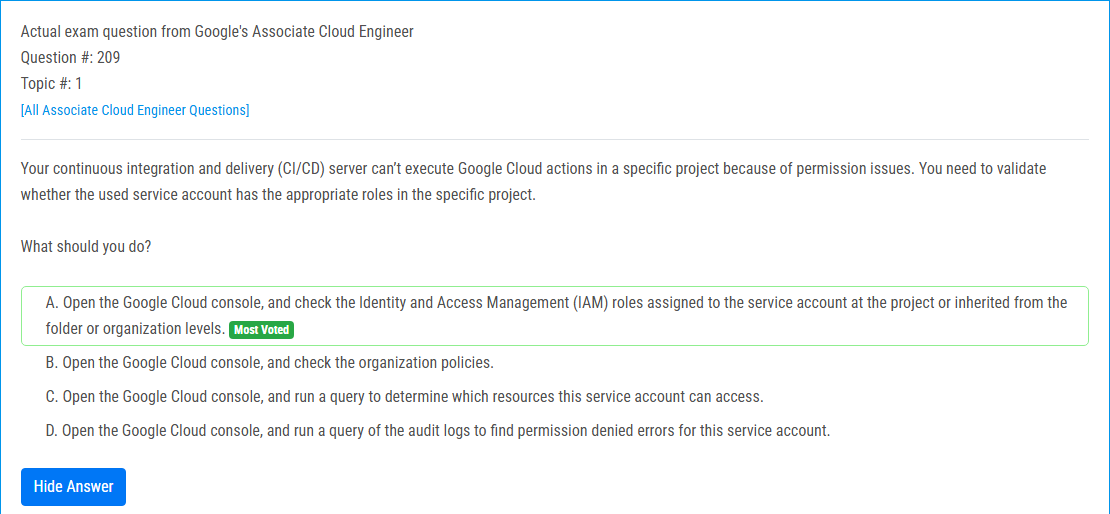 Actual exam question from Google's Associate Cloud Engineer
Question #: 209
Topic #: 1
[All Associate Cloud Engineer Questions]
Your continuous integration and delivery (CI/CD) server can't execute Google Cloud actions in a specific project because of permission issues. You need to validate
whether the used service account has the appropriate roles in the specific project.
What should you do?
A. Open the Google Cloud console, and check the Identity and Access Management (IAM) roles assigned to the service account at the project or inherited from the
folder or organization levels. Most Voted
B. Open the Google Cloud console, and check the organization policies.
C. Open the Google Cloud console, and run a query to determine which resources this service account can access.
D. Open the Google Cloud console, and run a query of the audit logs to find permission denied errors for this service account.
Hide Answer